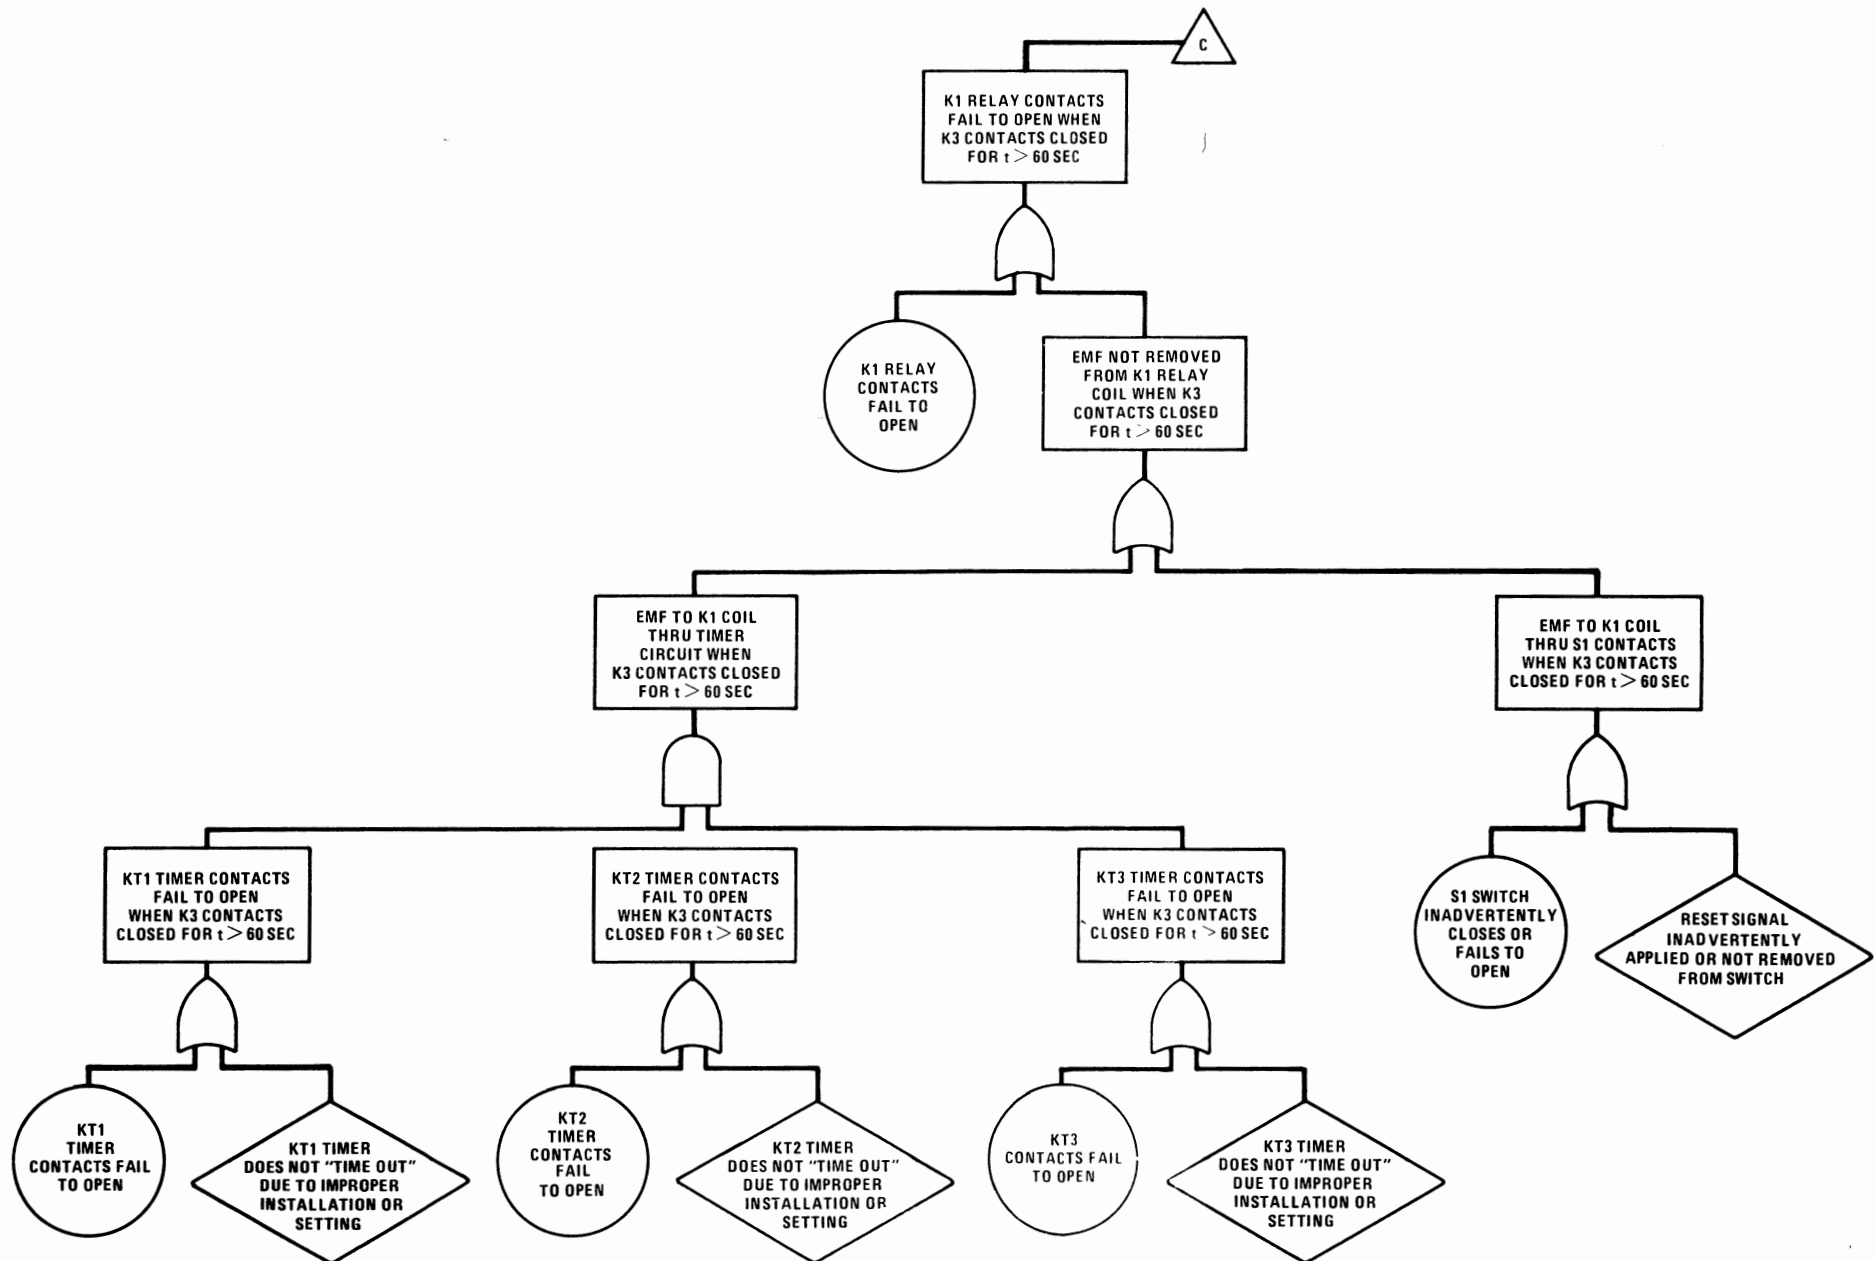 C
K1 RELAY CONTACTS
FAIL TO OPEN WHEN
K3 CONTACTS CLOSED
FOR t > 60 SEC
K1 RELAY
CONTACTS
FAIL TO
OPEN
EMF NOT REMOVED
FROM K1 RELAY
COIL WHEN K3
CONTACTS CLOSED
FOR t > 60 SEC
EMF TO K1 COIL
THRU TIMER
CIRCUIT WHEN
K3 CONTACTS CLOSED
FOR t > 60 SEC
EMF TO K1 COIL
THRU S1 CONTACTS
WHEN K3 CONTACTS
CLOSED FOR t > 60 SEC
KT1 TIMER CONTACTS
FAIL TO OPEN
WHEN K3 CONTACTS
CLOSED FOR t > 60 SEC
KT2 TIMER CONTACTS
FAIL TO OPEN
WHEN K3 CONTACTS
CLOSED FOR t > 60 SEC
KT3 TIMER CONTACTS
FAIL TO OPEN
WHEN K3 CONTACTS
CLOSED FOR t > 60 SEC
S1 SWITCH
INADVERTENTLY
CLOSES OR
FAILS TO
OPEN
RESET SIGNAL
INADVERTENTLY
APPLIED OR NOT REMOVED
FROM SWITCH
KT1
TIMER
CONTACTS FAIL
TO OPEN
KT1 TIMER
DOES NOT "TIME OUT"
DUE TO IMPROPER
INSTALLATION OR
SETTING
KT2
TIMER
CONTACTS
FAIL
TO OPEN
KT2 TIMER
DOES NOT "TIME OUT"
DUE TO IMPROPER
INSTALLATION OR
SETTING
KT3
CONTACTS FAIL
TO OPEN
KT3 TIMER
DOES NOT "TIME OUT"
DUE TO IMPROPER
INSTALLATION OR
SETTING